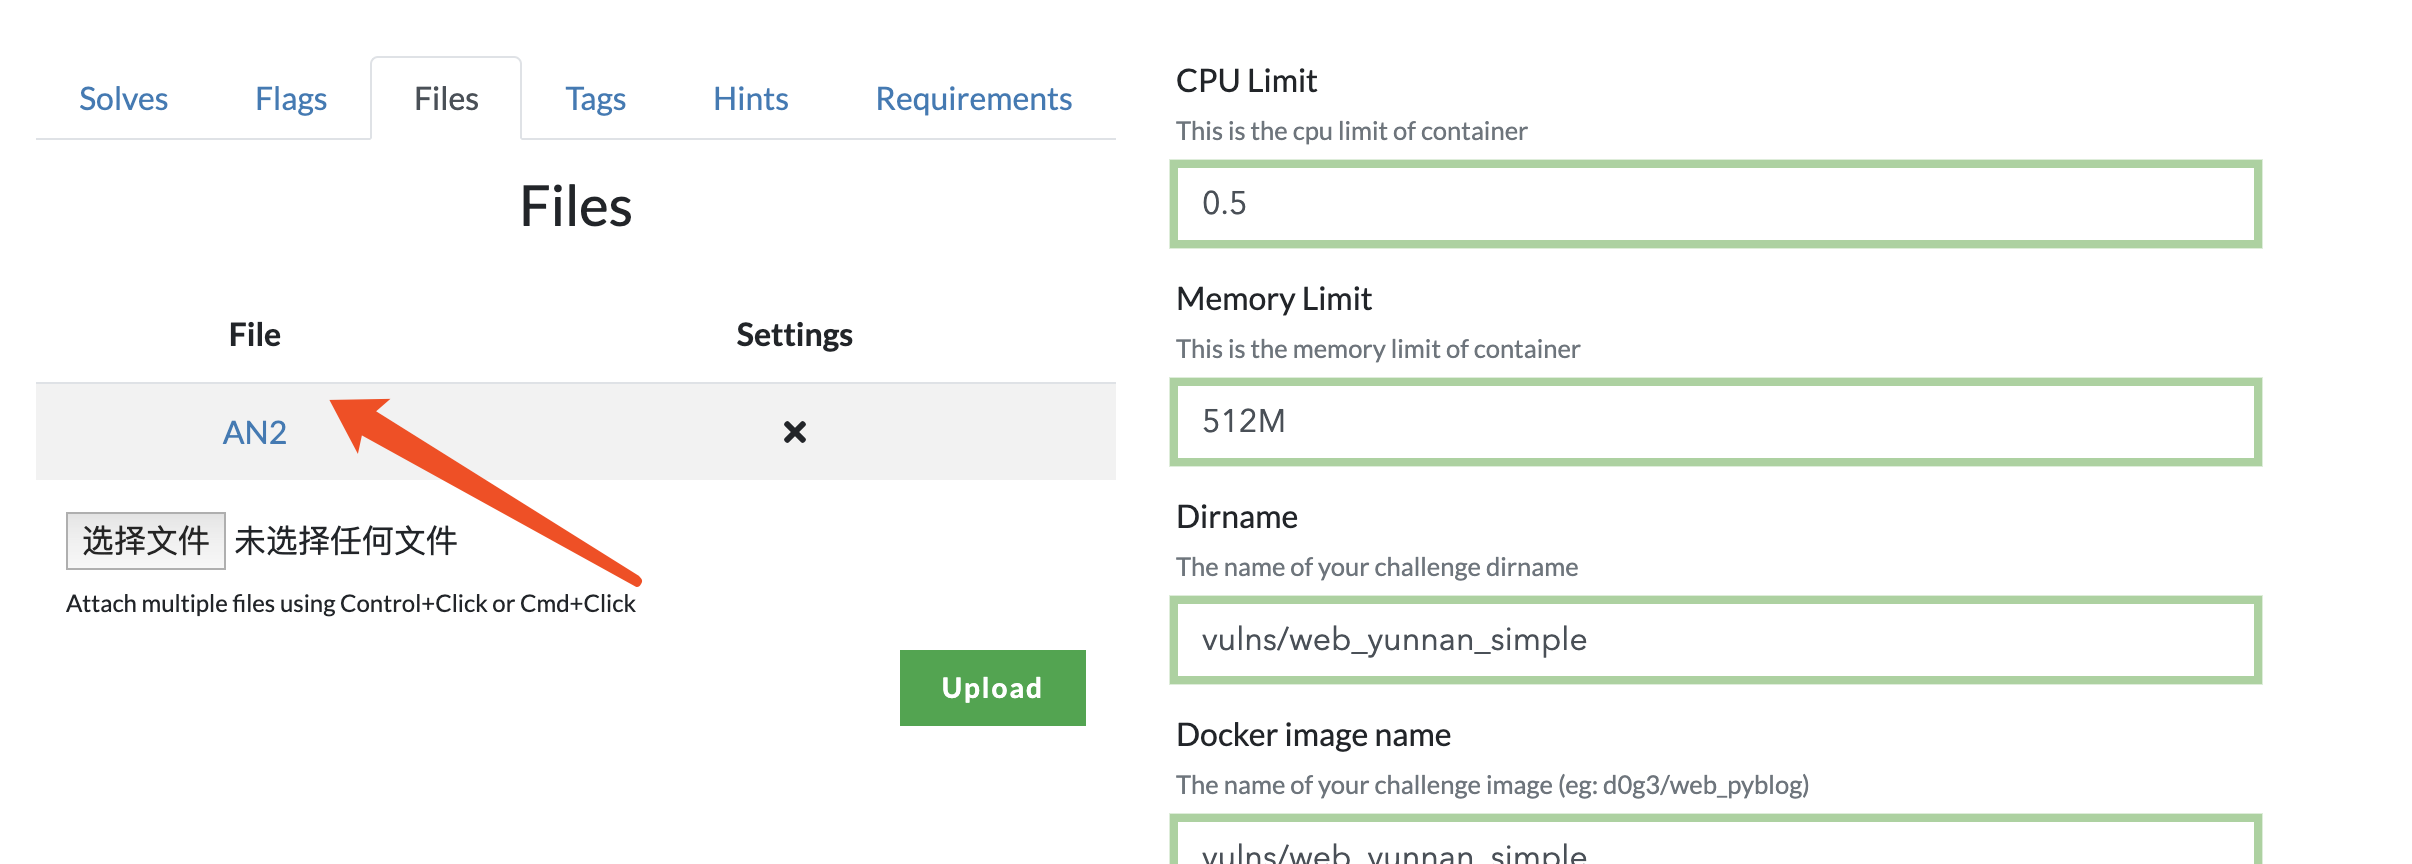 Solves Flags Files Tags Hints Requirements
Files
File Settings
AN2
选择文件 未选择任何文件
Attach multiple files using Control+Click or Cmd+Click
Upload
CPU Limit
This is the cpu limit of container
0.5
Memory Limit
This is the memory limit of container
512M
Dirname
The name of your challenge dirname
vulns/web_yunnan_simple
Docker image name
The name of your challenge image (eg: d0g3/web_pyblog)
vulns/web_yunnan_simple